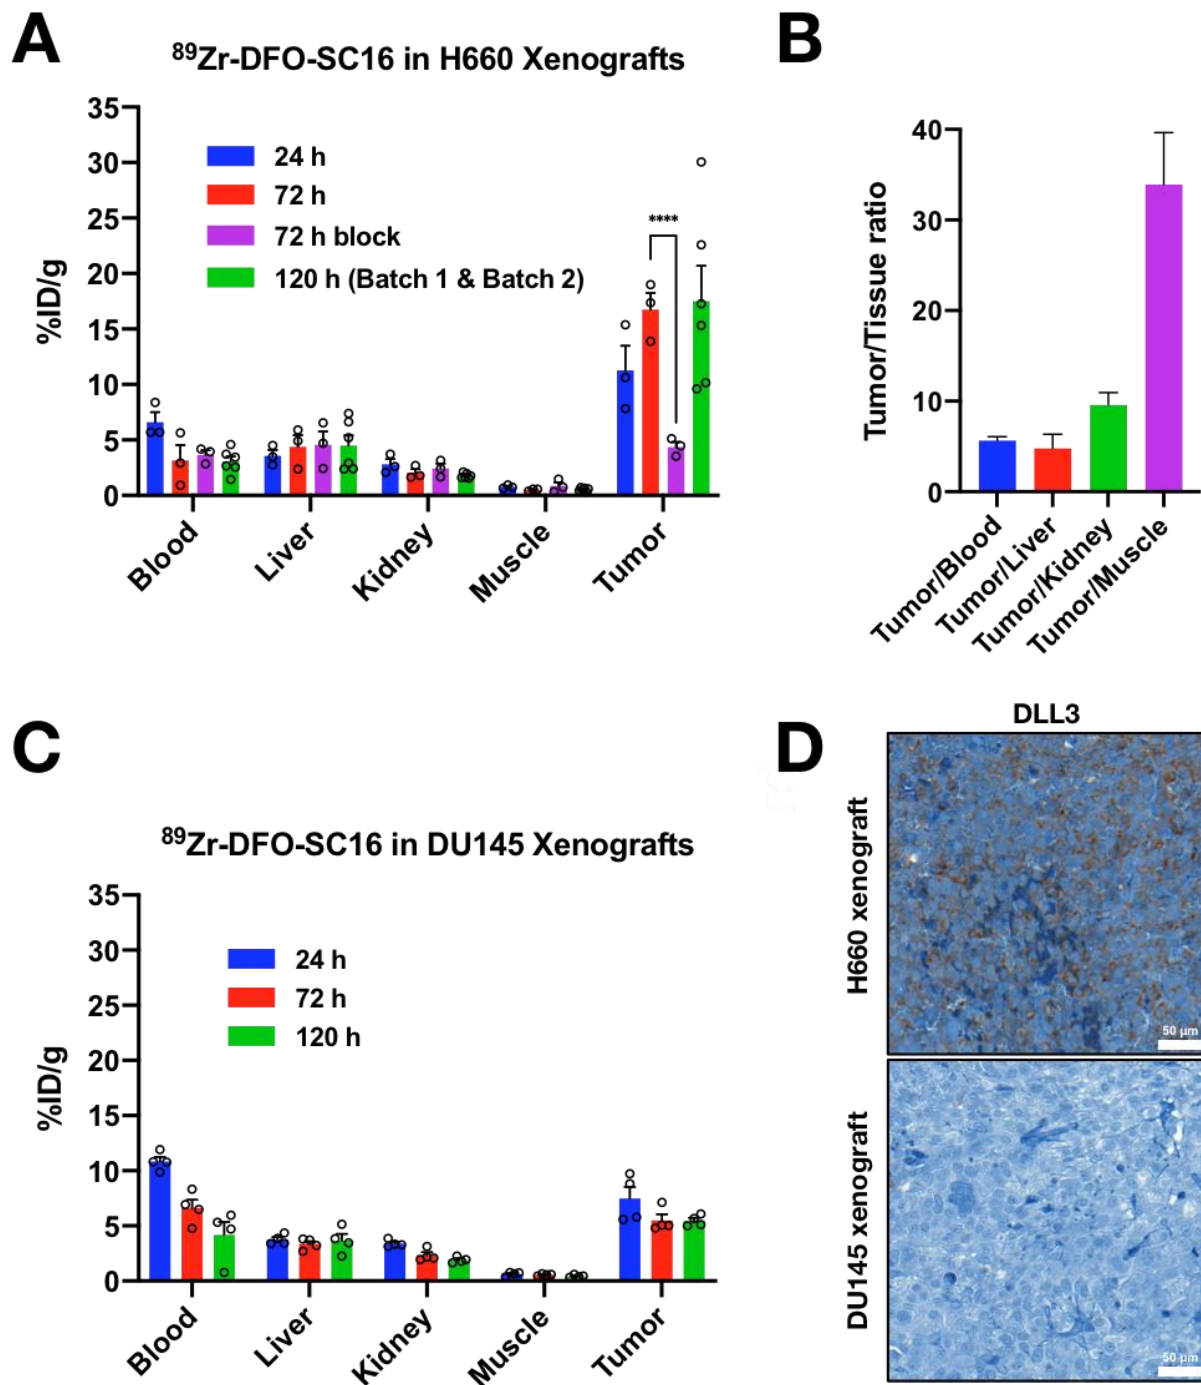 A
⁸⁹Zr-DFO-SC16 in H660 Xenografts
35
30
25
20
15
10
5
0
%ID/g
24 h
72 h
72 h block
120 h (Batch 1 & Batch 2)
****
Blood
Liver
Kidney
Muscle
Tumor
B
40
30
20
10
0
Tumor/Tissue ratio
Tumor/Blood
Tumor/Liver
Tumor/Kidney
Tumor/Muscle
C
⁸⁹Zr-DFO-SC16 in DU145 Xenografts
35
30
25
20
15
10
5
0
%ID/g
24 h
72 h
120 h
Blood
Liver
Kidney
Muscle
Tumor
D
DLL3
H660 xenograft
50 µm
DU145 xenograft
50 µm